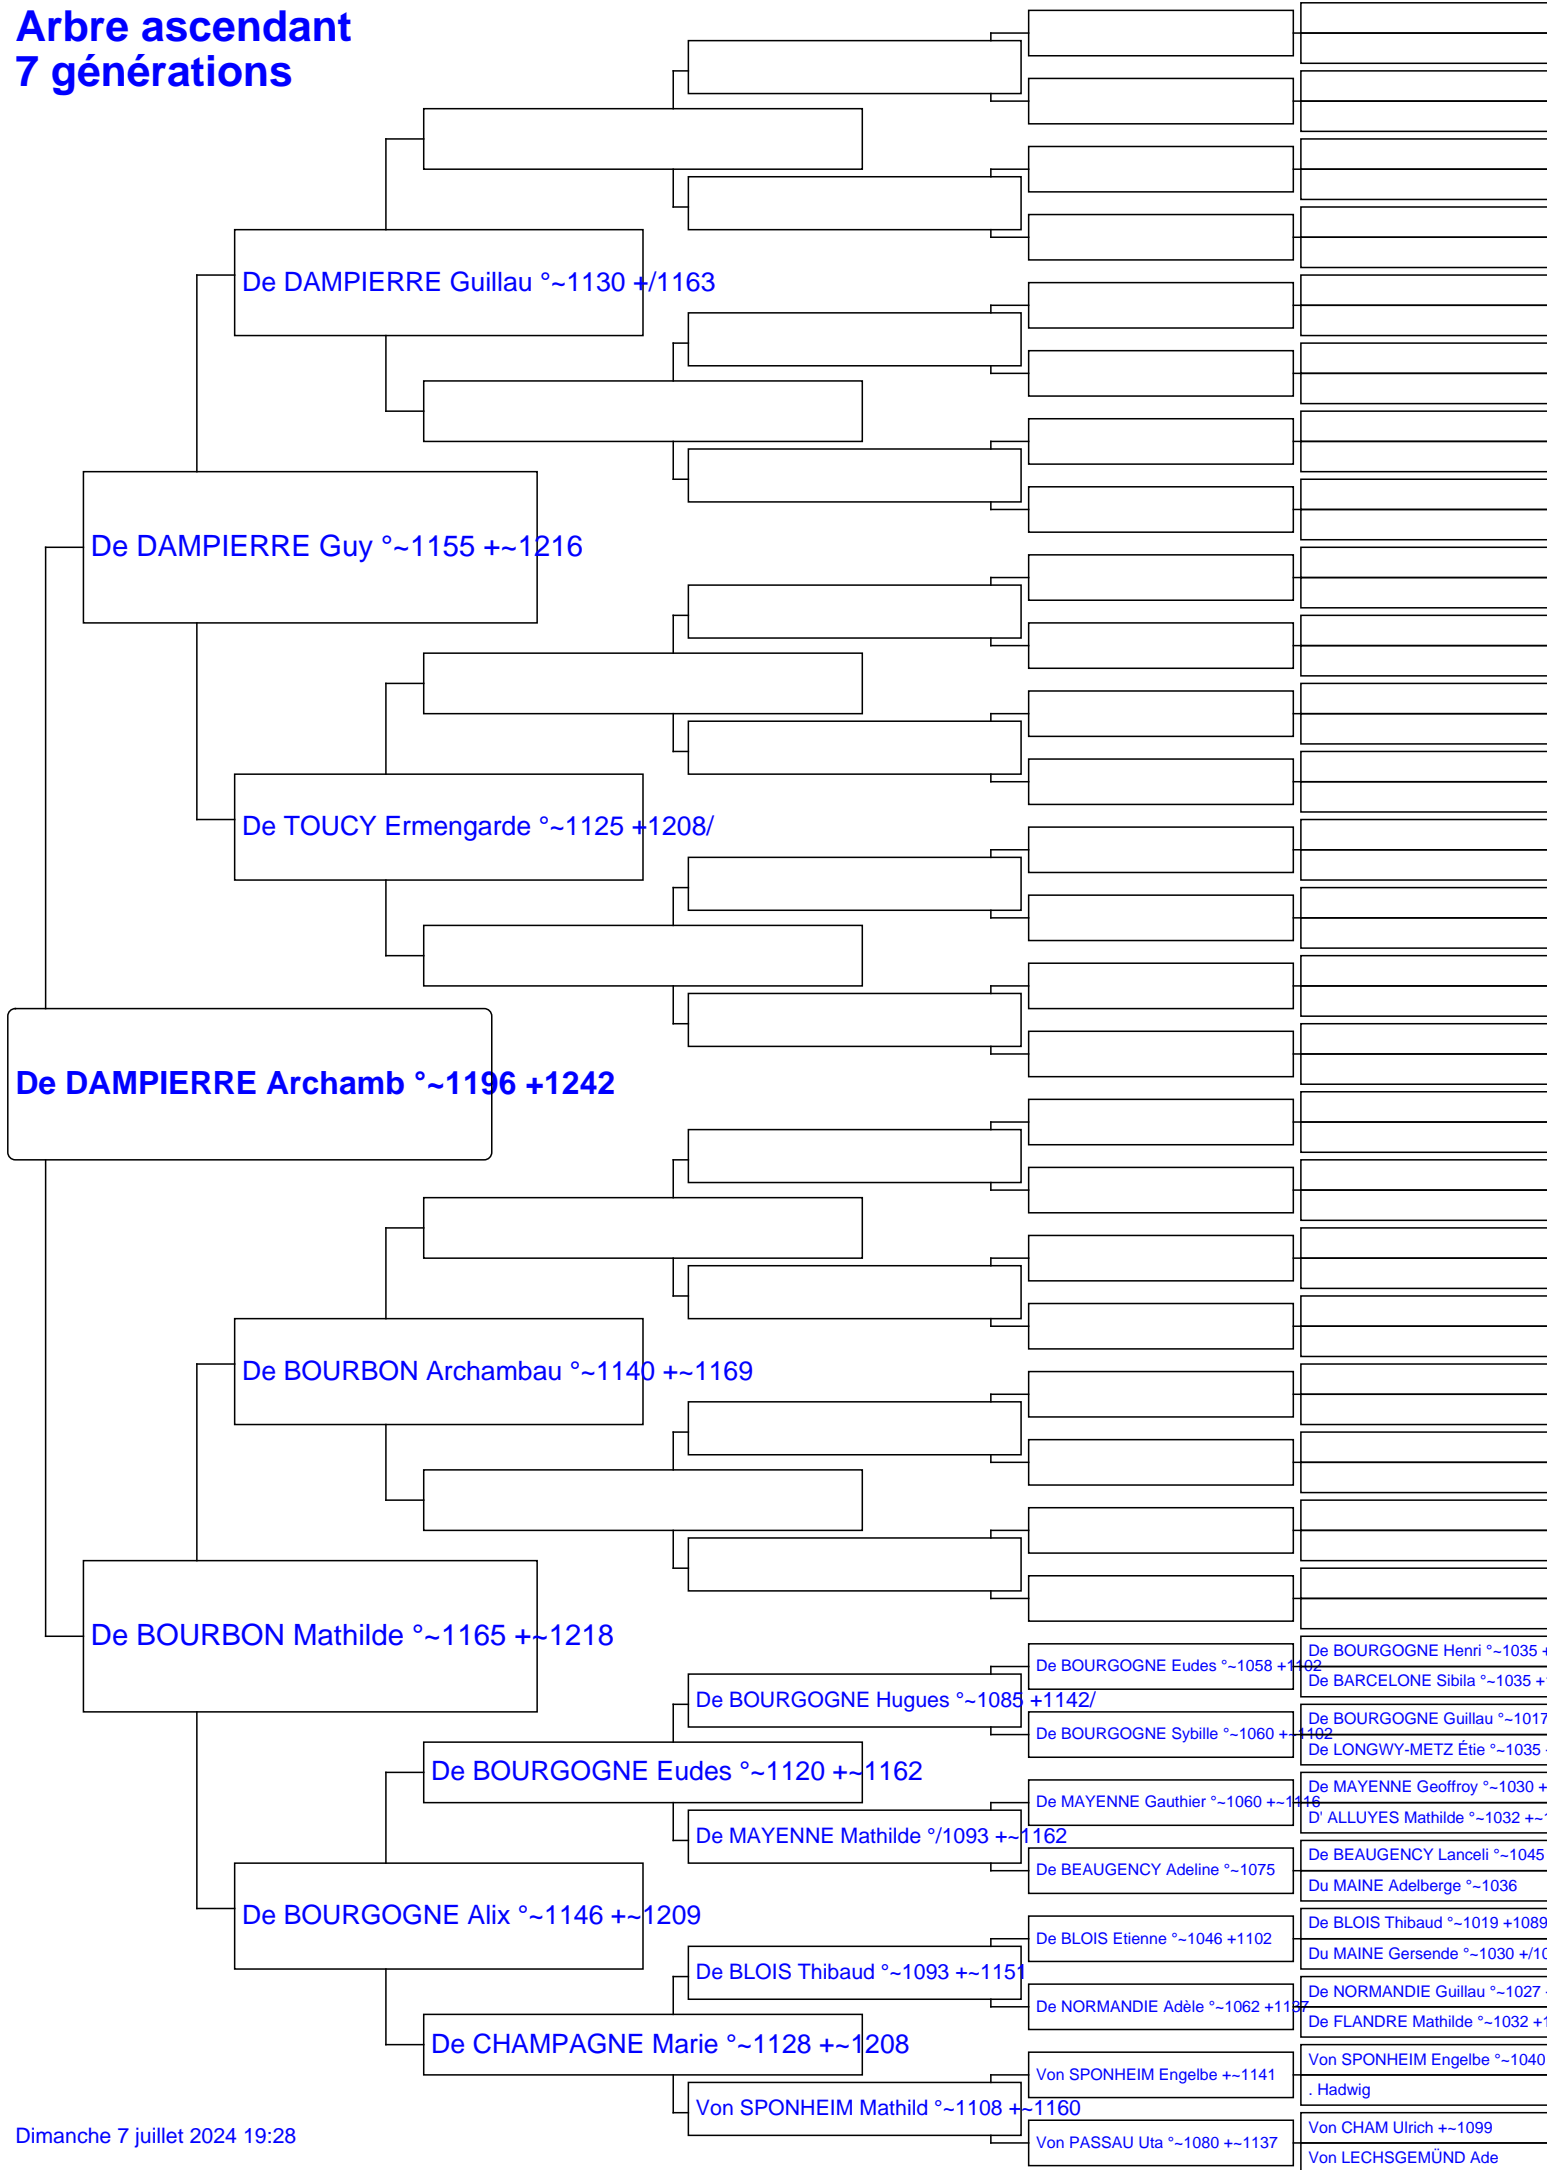 Arbre ascendant
7 générations
De DAMPIERRE Guillau °~1130 +/1163
De DAMPIERRE Guy °~1155 +~1216
De TOUCY Ermengarde °~1125 +1208/
De DAMPIERRE Archamb °~1196 +1242
De BOURBON Archambau °~1140 +~1169
De BOURBON Mathilde °~1165 +~1218
De BOURGOGNE Henri °~1035 +
De BOURGOGNE Eudes °~1058 +1102
De BARCELONE Sibila °~1035 +
De BOURGOGNE Hugues °~1085 +1142/
De BOURGOGNE Guillau °~1017
De BOURGOGNE Sybille °~1060 +~1102
De LONGWY-METZ Étie °~1035
De BOURGOGNE Eudes °~1120 +~1162
De MAYENNE Geoffroy °~1030 +
De MAYENNE Gauthier °~1060 +~1116
D' ALLUYES Mathilde °~1032 +~
De MAYENNE Mathilde °/1093 +~1162
De BEAUGENCY Lanceli °~1045
De BEAUGENCY Adeline °~1075
Du MAINE Adelberge °~1036
De BOURGOGNE Alix °~1146 +~1209
De BLOIS Thibaud °~1019 +1089
De BLOIS Etienne °~1046 +1102
Du MAINE Gersende °~1030 +/10
De BLOIS Thibaud °~1093 +~1151
De NORMANDIE Guillau °~1027
De NORMANDIE Adèle °~1062 +1137
De FLANDRE Mathilde °~1032 +1
De CHAMPAGNE Marie °~1128 +~1208
Von SPONHEIM Engelbe °~1040
Von SPONHEIM Engelbe +~1141
. Hadwig
Von SPONHEIM Mathild °~1108 +~1160
Von CHAM Ulrich +~1099
Von PASSAU Uta °~1080 +~1137
Von LECHSGEMÜND Ade
Dimanche 7 juillet 2024 19:28